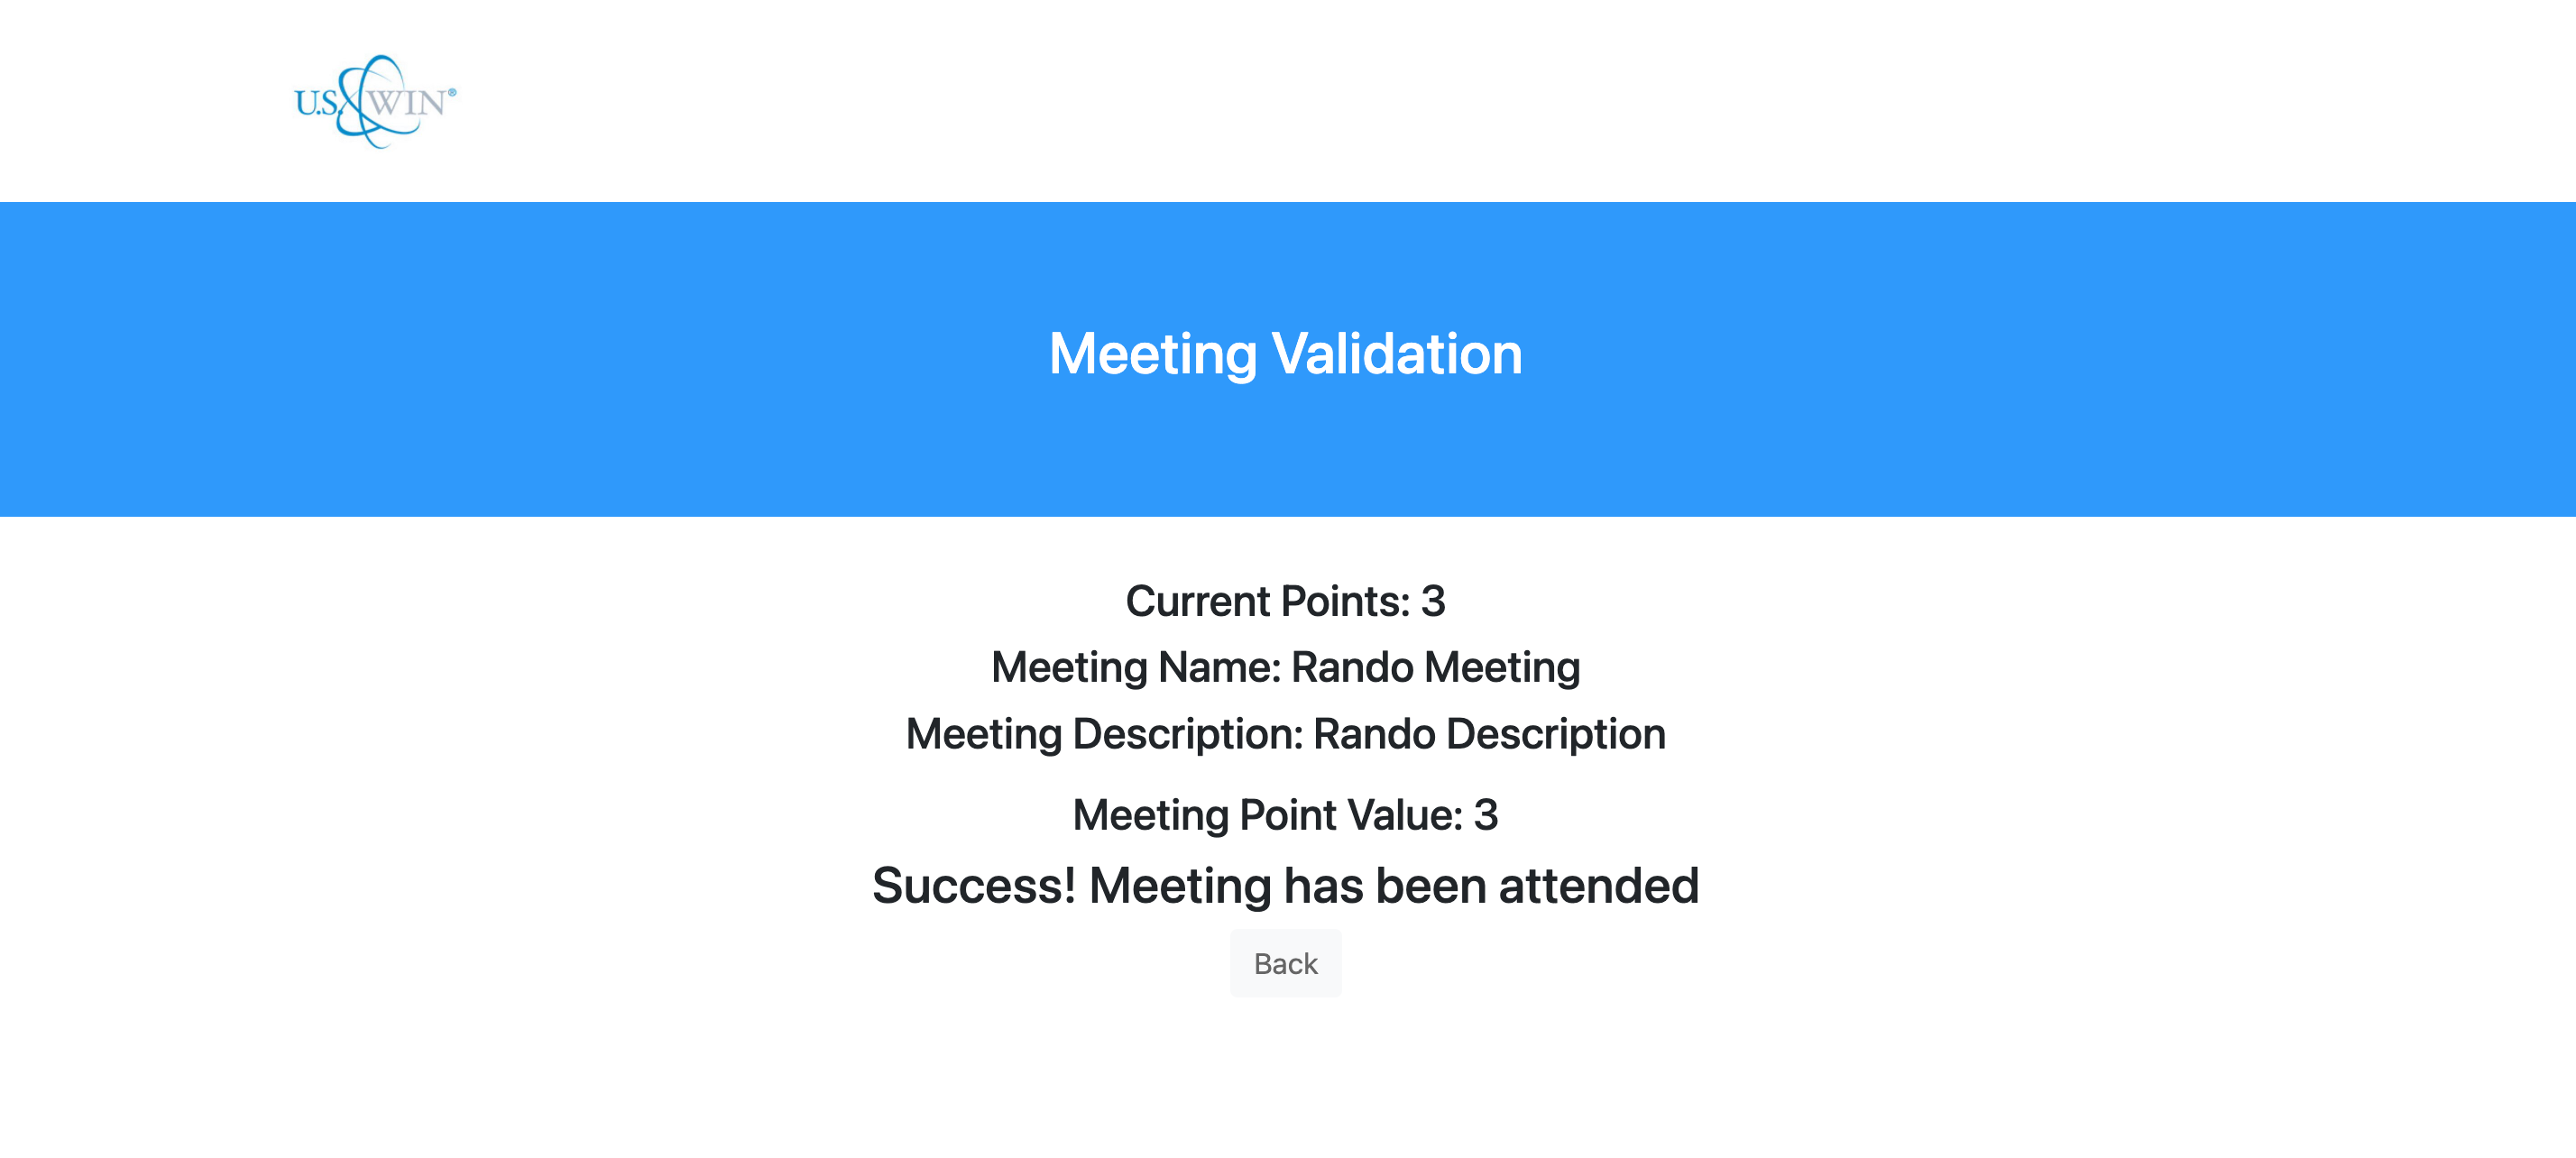 U.S. WIN®
Meeting Validation
Current Points: 3
Meeting Name: Rando Meeting
Meeting Description: Rando Description
Meeting Point Value: 3
Success! Meeting has been attended
Back